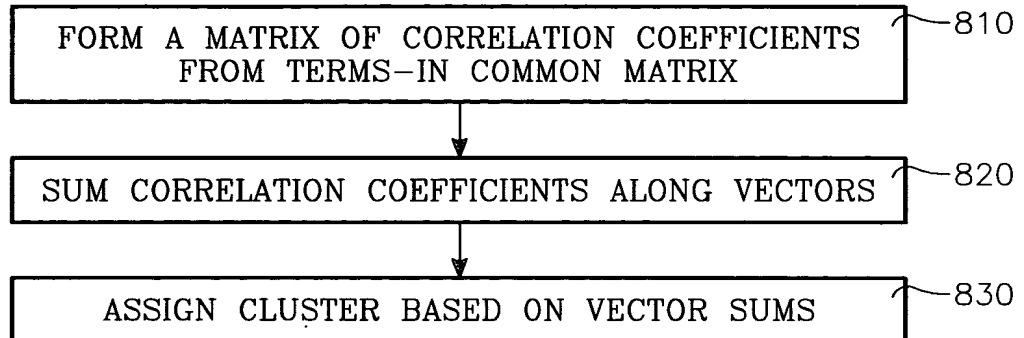 FORM A MATRIX OF CORRELATION COEFFICIENTS
FROM TERMS-IN COMMON MATRIX
810
SUM CORRELATION COEFFICIENTS ALONG VECTORS
820
ASSIGN CLUSTER BASED ON VECTOR SUMS
830